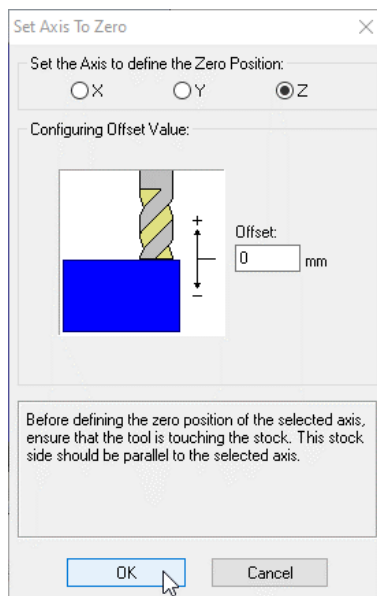 Set Axis To Zero
Set the Axis to define the Zero Position:
X Y Z
Configuring Offset Value:
+
Offset:
0 mm
−
Before defining the zero position of the selected axis,
ensure that the tool is touching the stock. This stock
side should be parallel to the selected axis.
OK Cancel